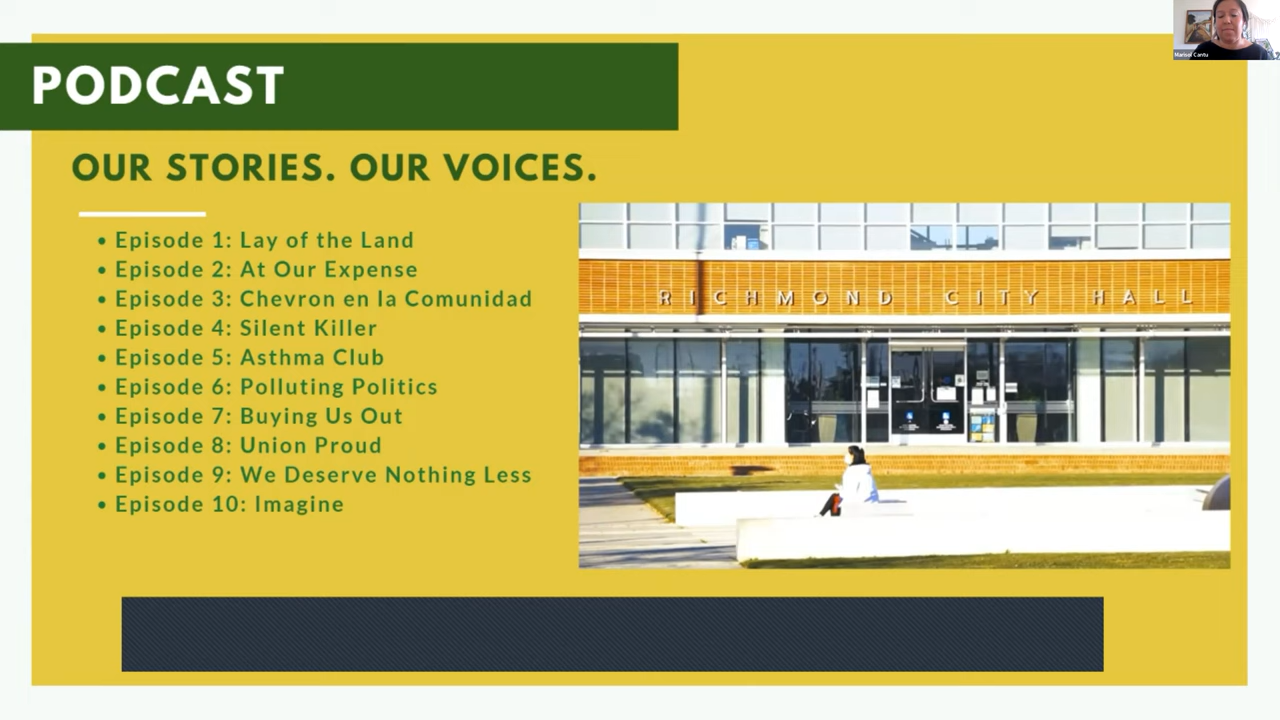 PODCAST
OUR STORIES. OUR VOICES.
• Episode 1: Lay of the Land
• Episode 2: At Our Expense
• Episode 3: Chevron en la Comunidad
• Episode 4: Silent Killer
• Episode 5: Asthma Club
• Episode 6: Polluting Politics
• Episode 7: Buying Us Out
• Episode 8: Union Proud
• Episode 9: We Deserve Nothing Less
• Episode 10: Imagine
RICHMOND CITY HALL
Marisol Cantu